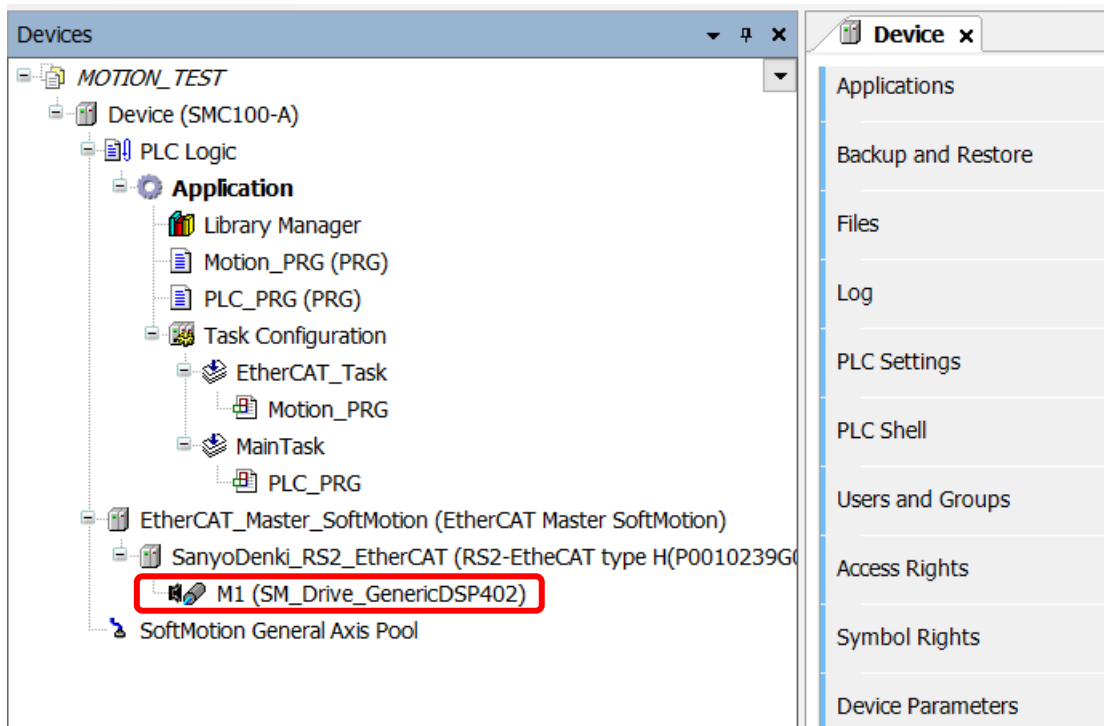 Devices
MOTION_TEST
Device (SMC100-A)
PLC Logic
Application
Library Manager
Motion_PRG (PRG)
PLC_PRG (PRG)
Task Configuration
EtherCAT_Task
Motion_PRG
MainTask
PLC_PRG
EtherCAT_Master_SoftMotion (EtherCAT Master SoftMotion)
SanyoDenki_RS2_EtherCAT (RS2-EtheCAT type H(P0010239G
M1 (SM_Drive_GenericDSP402)
SoftMotion General Axis Pool
Device
Applications
Backup and Restore
Files
Log
PLC Settings
PLC Shell
Users and Groups
Access Rights
Symbol Rights
Device Parameters